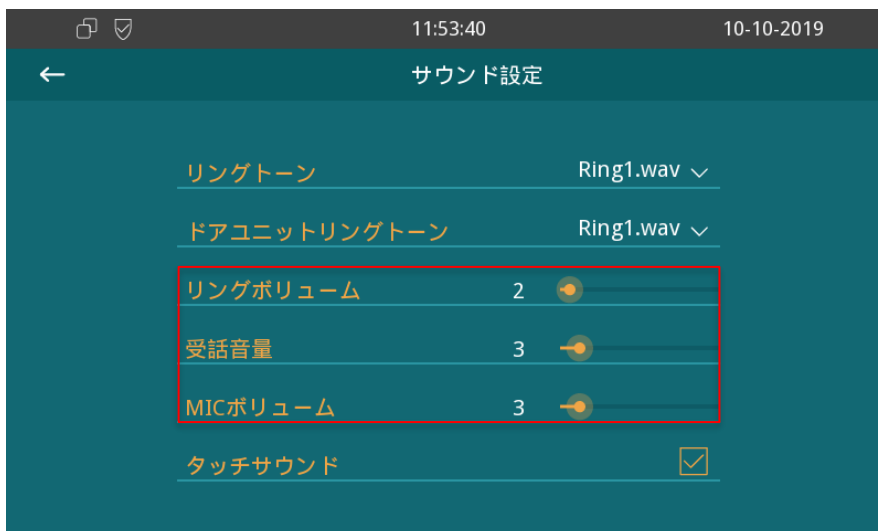 11:53:40 10-10-2019
サウンド設定
リングトーン Ring1.wav
ドアユニットリングトーン Ring1.wav
リングボリューム 2
受話音量 3
MICボリューム 3
タッチサウンド